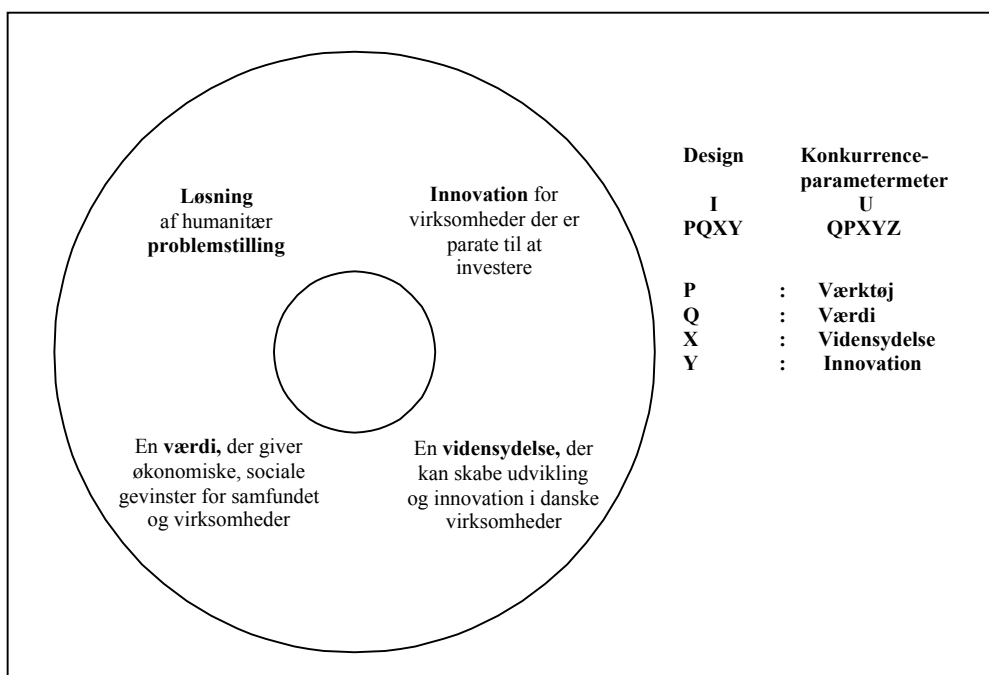 Løsning
af humanitær
problemstilling
Innovation for
virksomheder der er
parate til at
investere
En værdi, der giver
økonomiske, sociale
gevinster for samfundet
og virksomheder
En vidensydelse, der
kan skabe udvikling
og innovation i danske
virksomheder
Design Konkurrence-
parametermeter
I U
PQXY QPXYZ
P : Værktøj
Q : Værdi
X : Vidensydelse
Y : Innovation